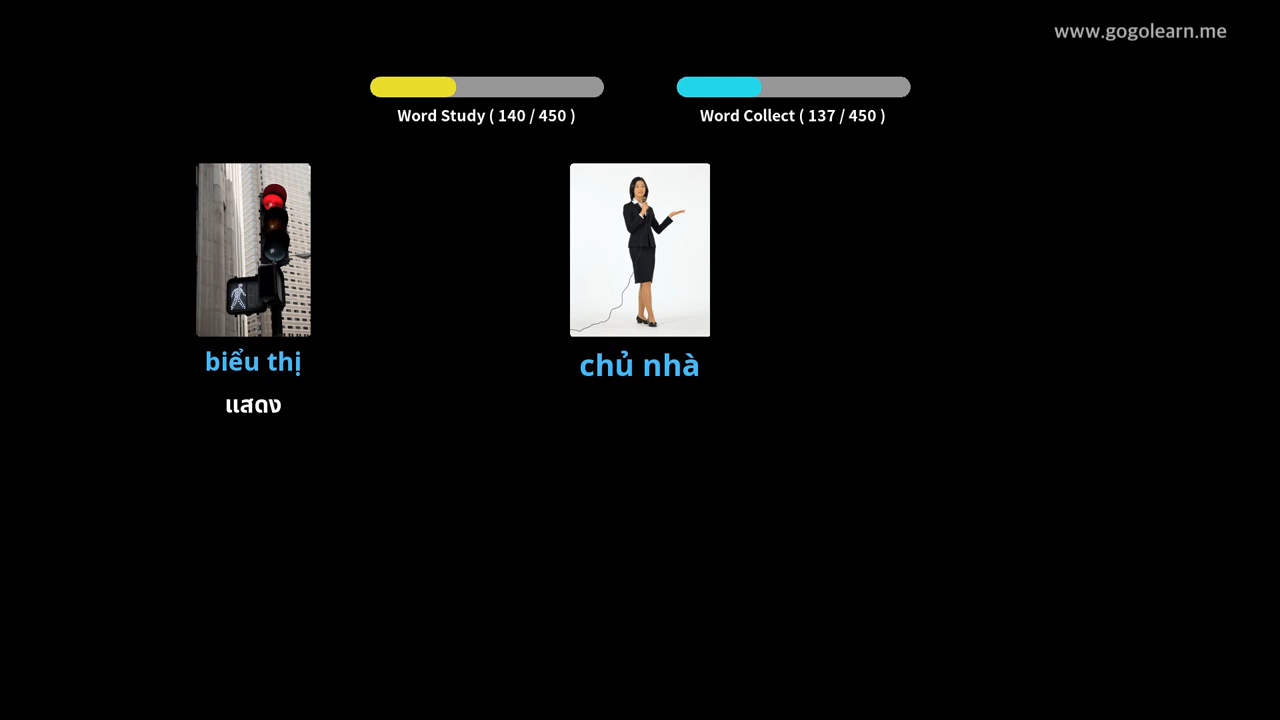 www.gogolearn.me
Word Study ( 140 / 450 )
Word Collect ( 137 / 450 )
biểu thị
แสดง
chủ nhà